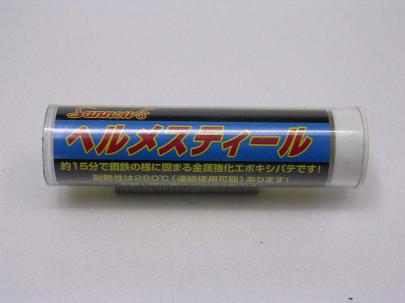 ヘルメスティール
約15分で鋼鉄の様に固まる金属強化エポキシパテです!
耐熱性は260℃(連続使用可能)あります!